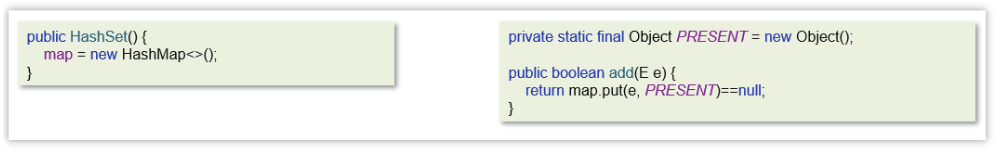 public HashSet() {
    map = new HashMap<>();
}
private static final Object PRESENT = new Object();

public boolean add(E e) {
    return map.put(e, PRESENT)==null;
}